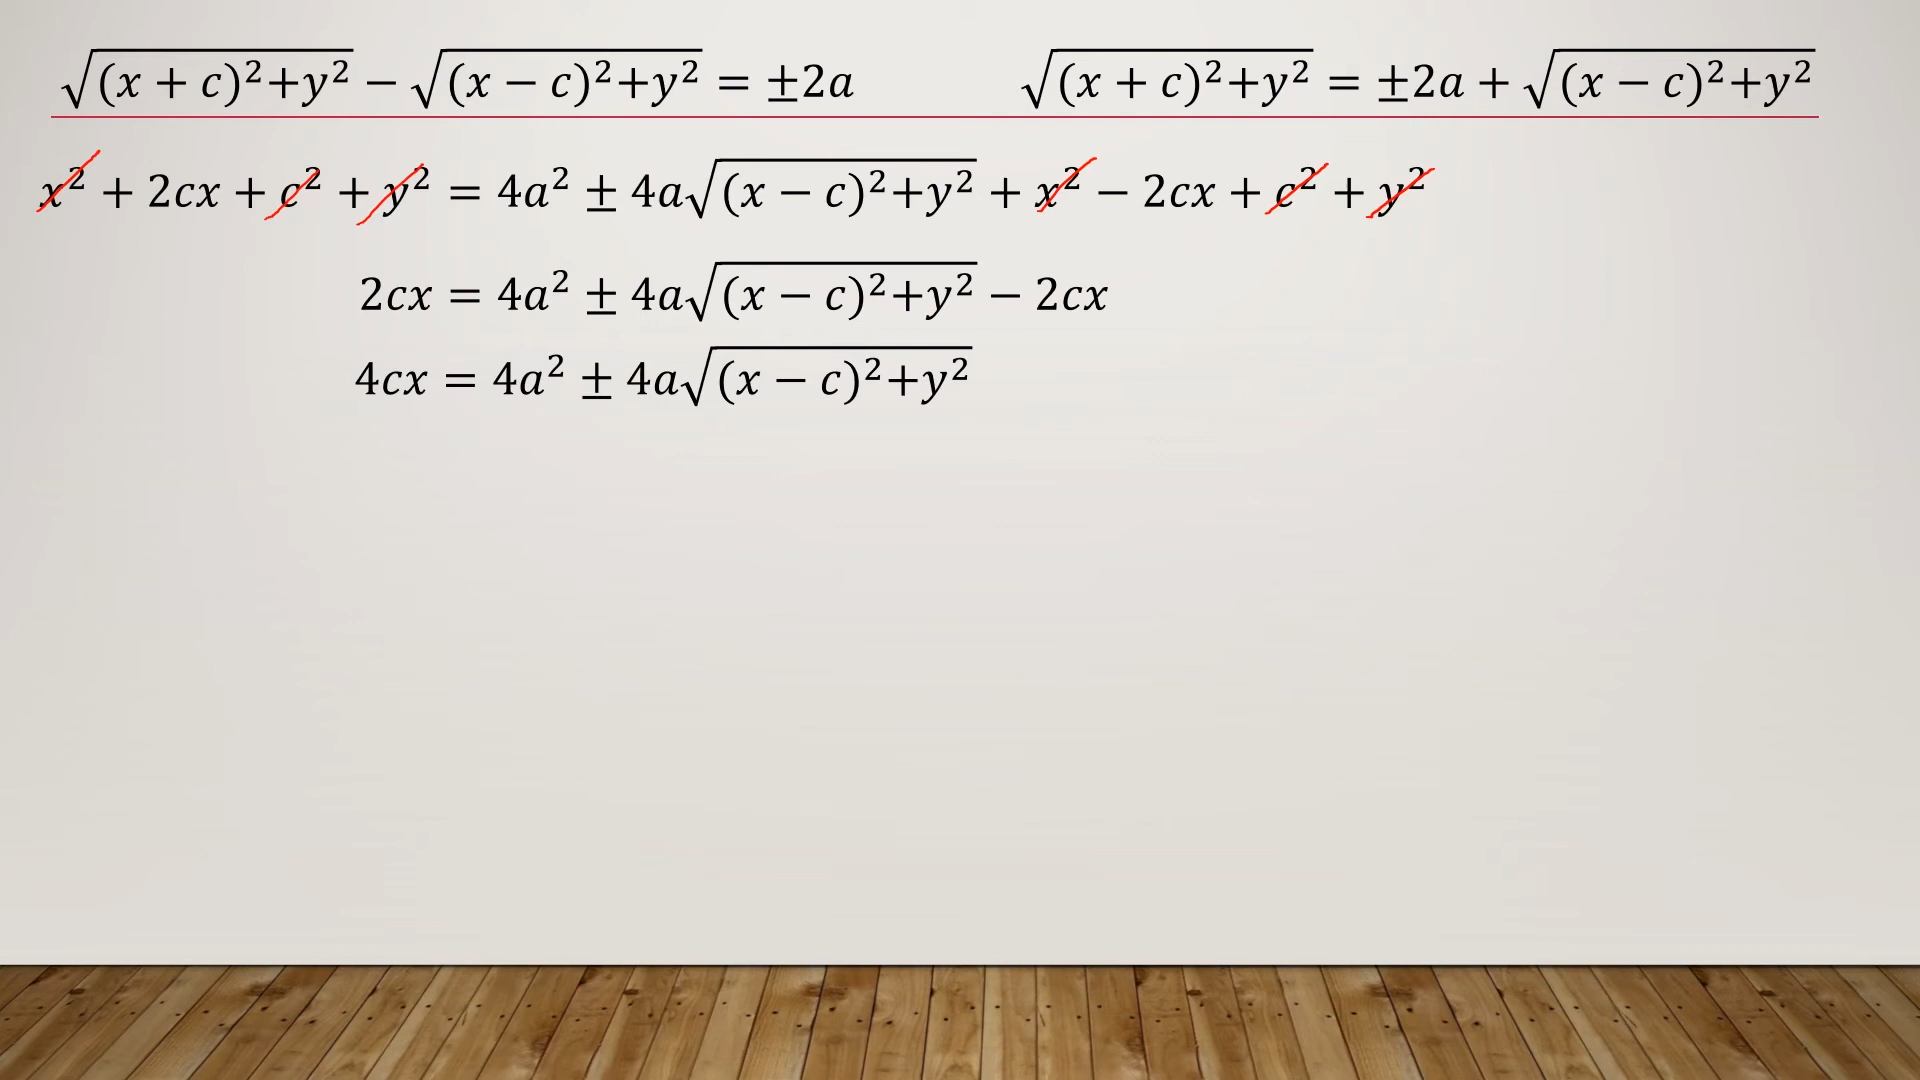 √((x + c)²+y²) − √((x − c)²+y²) = ±2a √((x + c)²+y²) = ±2a + √((x − c)²+y²)
x² + 2cx + c² + y² = 4a² ± 4a√((x − c)²+y²) + x² − 2cx + c² + y²
2cx = 4a² ± 4a√((x − c)²+y²) − 2cx
4cx = 4a² ± 4a√((x − c)²+y²)